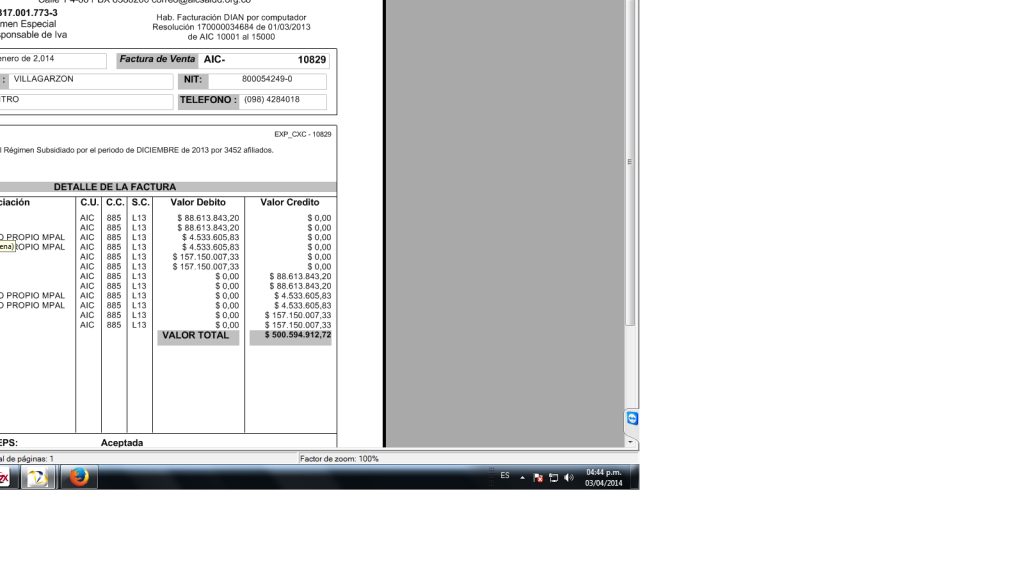 817.001.773-3
Hab. Facturación DIAN por computador
Resolución 170000034684 de 01/03/2013
de AIC 10001 al 15000
Especial
de Iva
enero de 2,014
Factura de Venta AIC- 10829
: VILLAGARZON
NIT: 800054249-0
TELEFONO : (098) 4284018
EXP_CXC - 10829
l Régimen Subsidiado por el periodo de DICIEMBRE de 2013 por 3452 afiliados.
DETALLE DE LA FACTURA
C.U. C.C. S.C. Valor Debito Valor Credito
AIC 885 L13 $ 88.613.843,20 $ 0,00
AIC 885 L13 $ 88.613.843,20 $ 0,00
O PROPIO MPAL AIC 885 L13 $ 4.533.605,83 $ 0,00
ena) OPIO MPAL AIC 885 L13 $ 4.533.605,83 $ 0,00
AIC 885 L13 $ 157.150.007,33 $ 0,00
AIC 885 L13 $ 157.150.007,33 $ 0,00
AIC 885 L13 $ 0,00 $ 88.613.843,20
AIC 885 L13 $ 0,00 $ 88.613.843,20
O PROPIO MPAL AIC 885 L13 $ 0,00 $ 4.533.605,83
O PROPIO MPAL AIC 885 L13 $ 0,00 $ 4.533.605,83
AIC 885 L13 $ 0,00 $ 157.150.007,33
AIC 885 L13 $ 0,00 $ 157.150.007,33
VALOR TOTAL $ 500.594.912,72
EPS: Aceptada
al de páginas: 1
Factor de zoom: 100%
ES
04:44 p.m.
03/04/2014